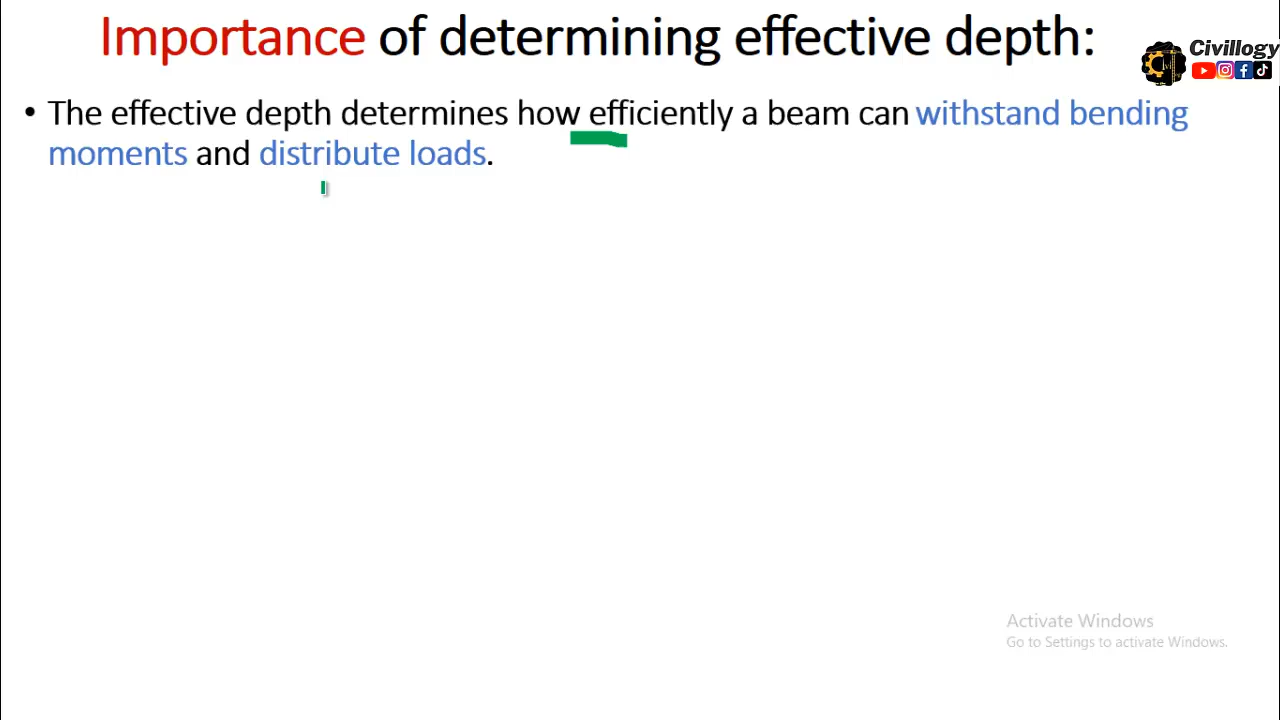 Importance of determining effective depth:
Civillogy
• The effective depth determines how efficiently a beam can withstand bending
moments and distribute loads.
Activate Windows
Go to Settings to activate Windows.